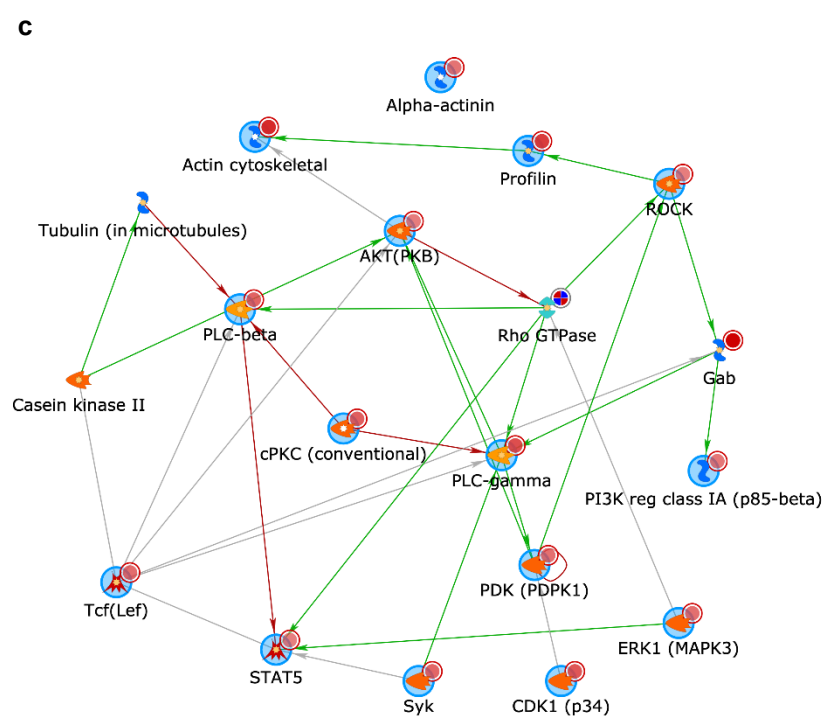 c
Alpha-actinin
Actin cytoskeletal
Profilin
ROCK
Tubulin (in microtubules)
AKT(PKB)
PLC-beta
Rho GTPase
Gab
Casein kinase II
cPKC (conventional)
PLC-gamma
PI3K reg class IA (p85-beta)
PDK (PDPK1)
Tcf(Lef)
ERK1 (MAPK3)
STAT5
Syk
CDK1 (p34)